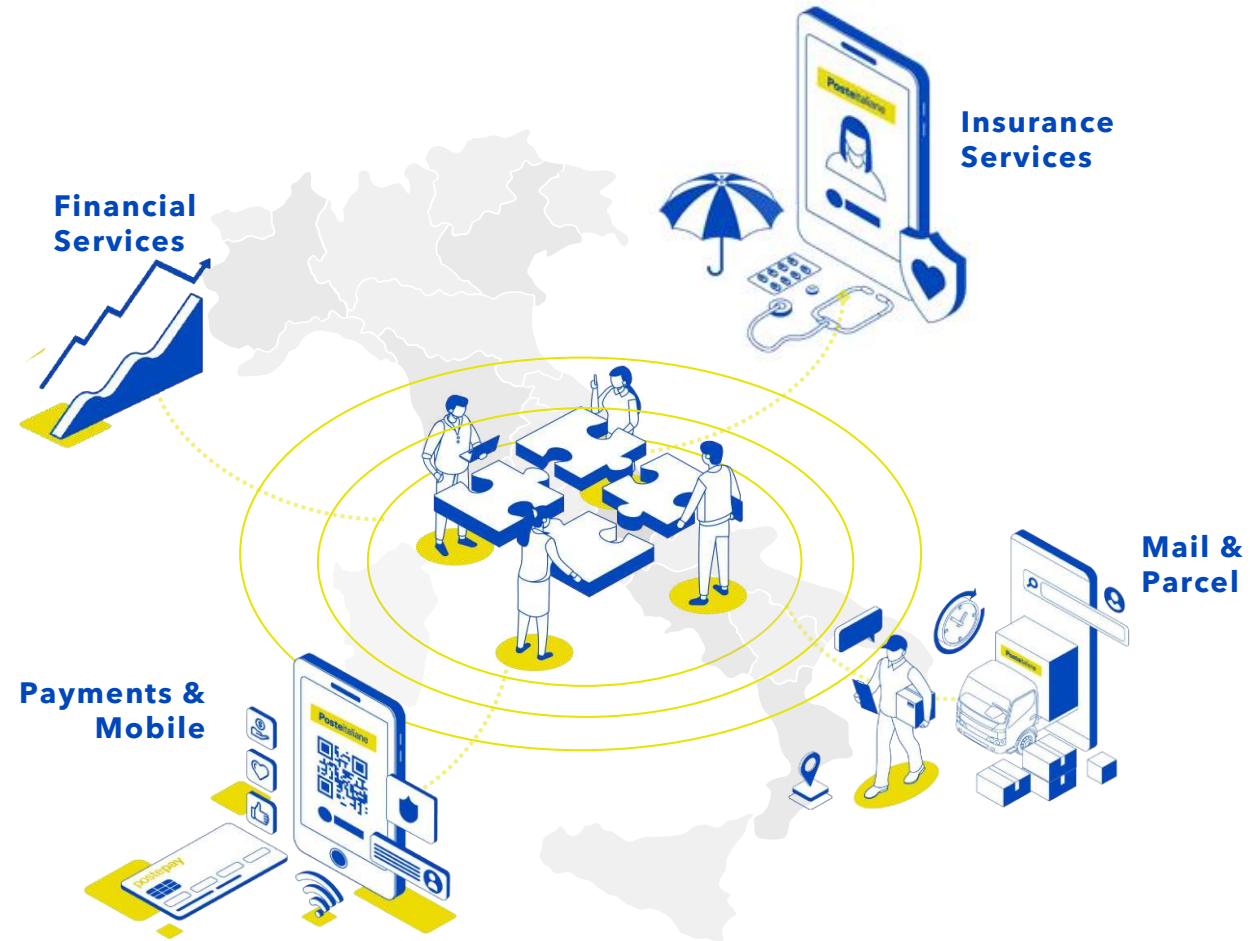 Insurance
Services
Financial
Services
Mail &
Parcel
Payments &
Mobile
Posteitaliane
Posteitaliane
Posteitaliane
postepay